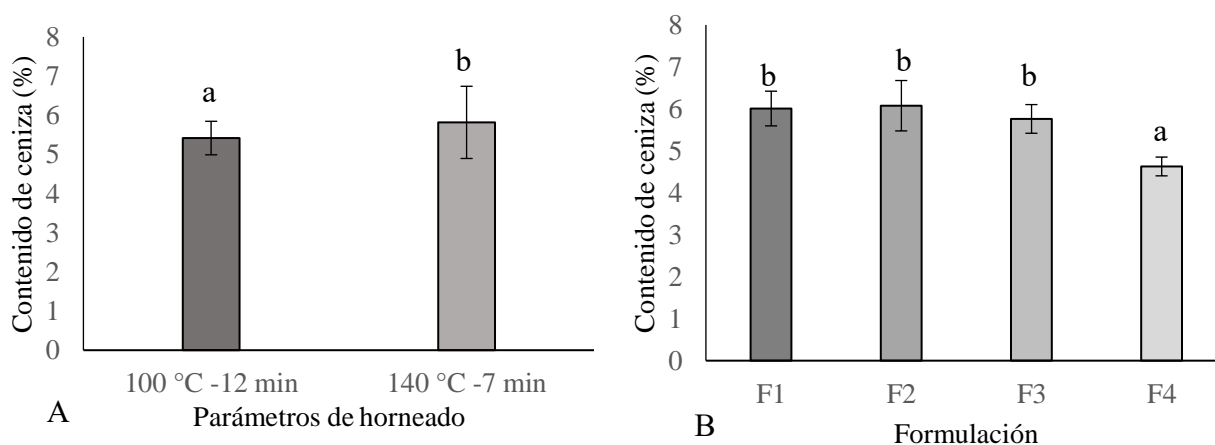 Contenido de ceniza (%)
8
7
6
5
4
3
2
1
0
a
b
100 °C -12 min
140 °C -7 min
A
Parámetros de horneado
Contenido de ceniza (%)
8
7
6
5
4
3
2
1
0
b
b
b
a
F1
F2
F3
F4
B
Formulación